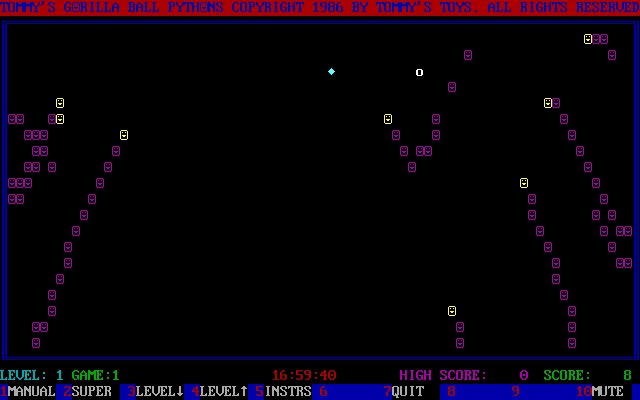 TOMMY'S GORILLA BALL PYTHONS COPYRIGHT 1986 BY TOMMY'S TOYS. ALL RIGHTS RESERVED
LEVEL: 1 GAME:1 16:59:40 HIGH SCORE: 0 SCORE: 8
1MANUAL 2SUPER 3LEVEL↓ 4LEVEL↑ 5INSTRS 6 7QUIT 8 9 10MUTE